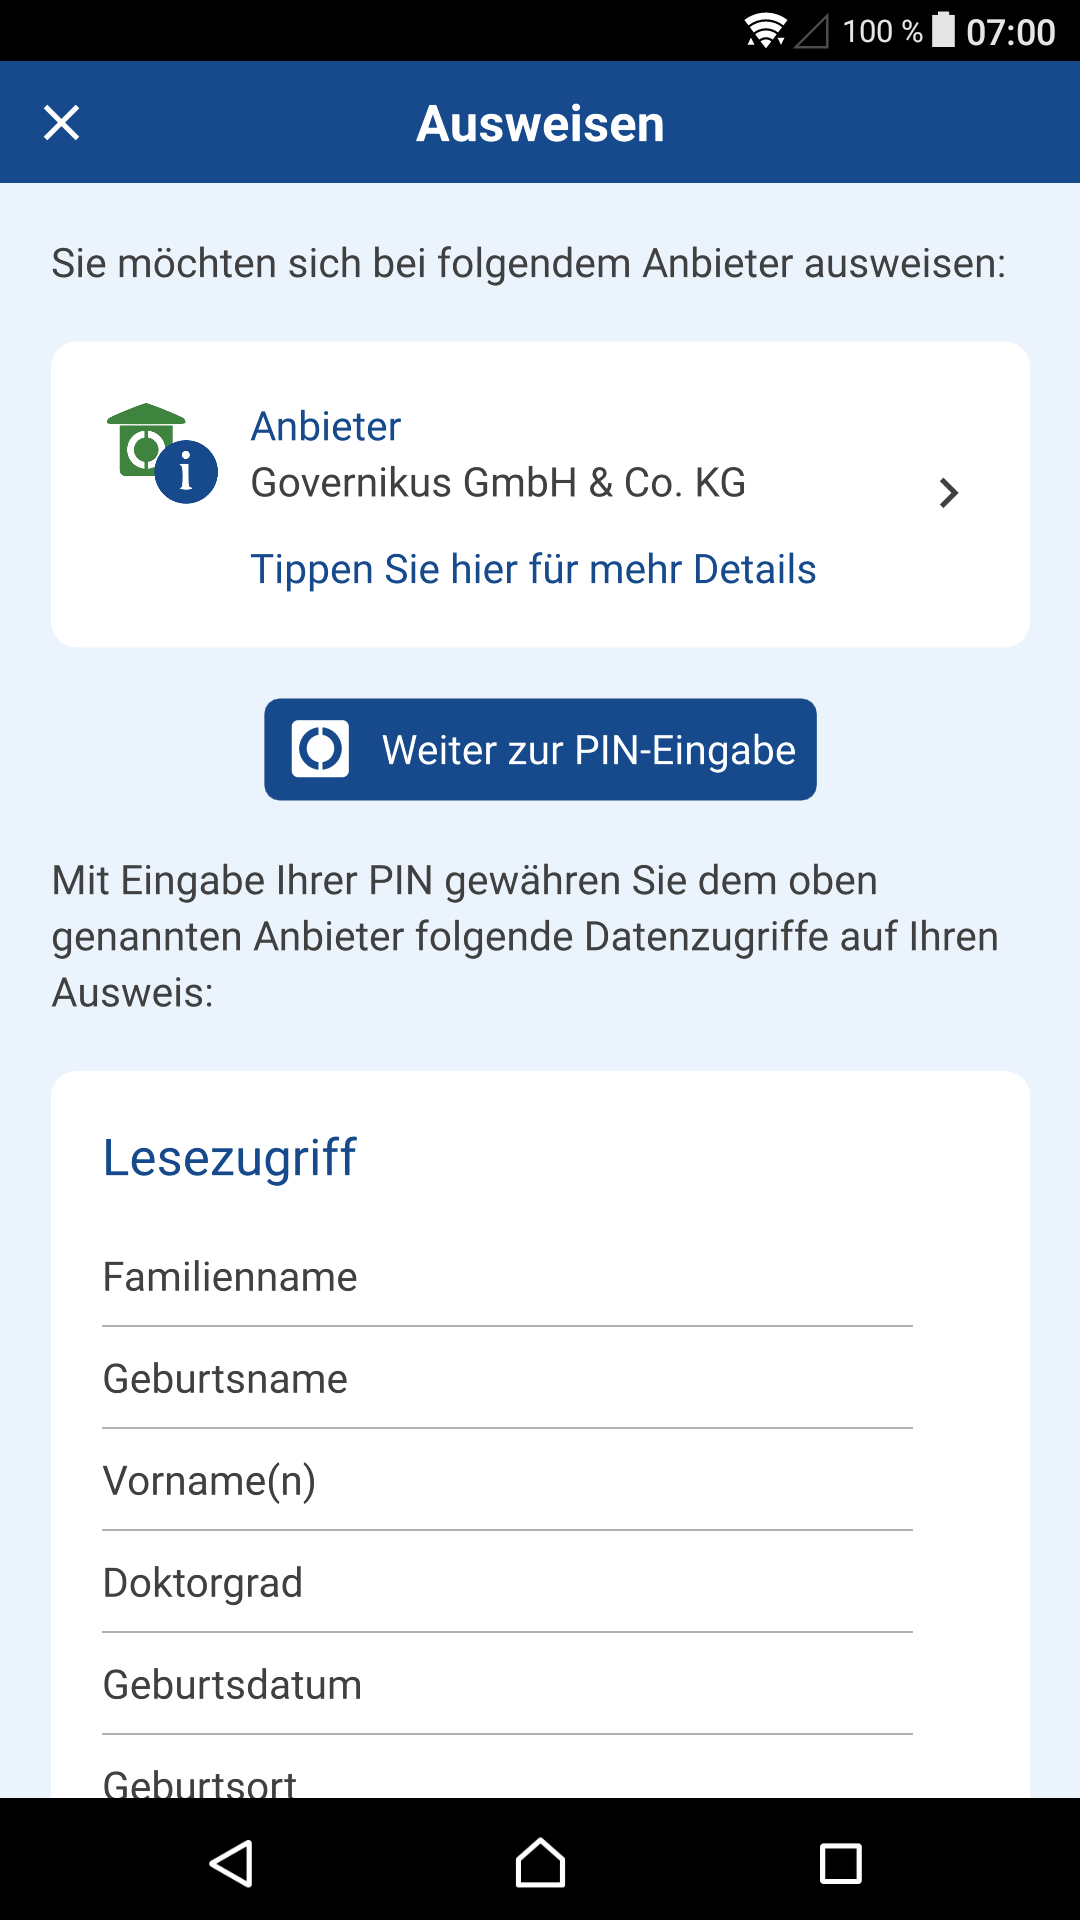 100 % 07:00
Ausweisen
Sie möchten sich bei folgendem Anbieter ausweisen:
Anbieter
Governikus GmbH & Co. KG
Tippen Sie hier für mehr Details
Weiter zur PIN-Eingabe
Mit Eingabe Ihrer PIN gewähren Sie dem oben
genannten Anbieter folgende Datenzugriffe auf Ihren
Ausweis:
Lesezugriff
Familienname
Geburtsname
Vorname(n)
Doktorgrad
Geburtsdatum
Geburtsort